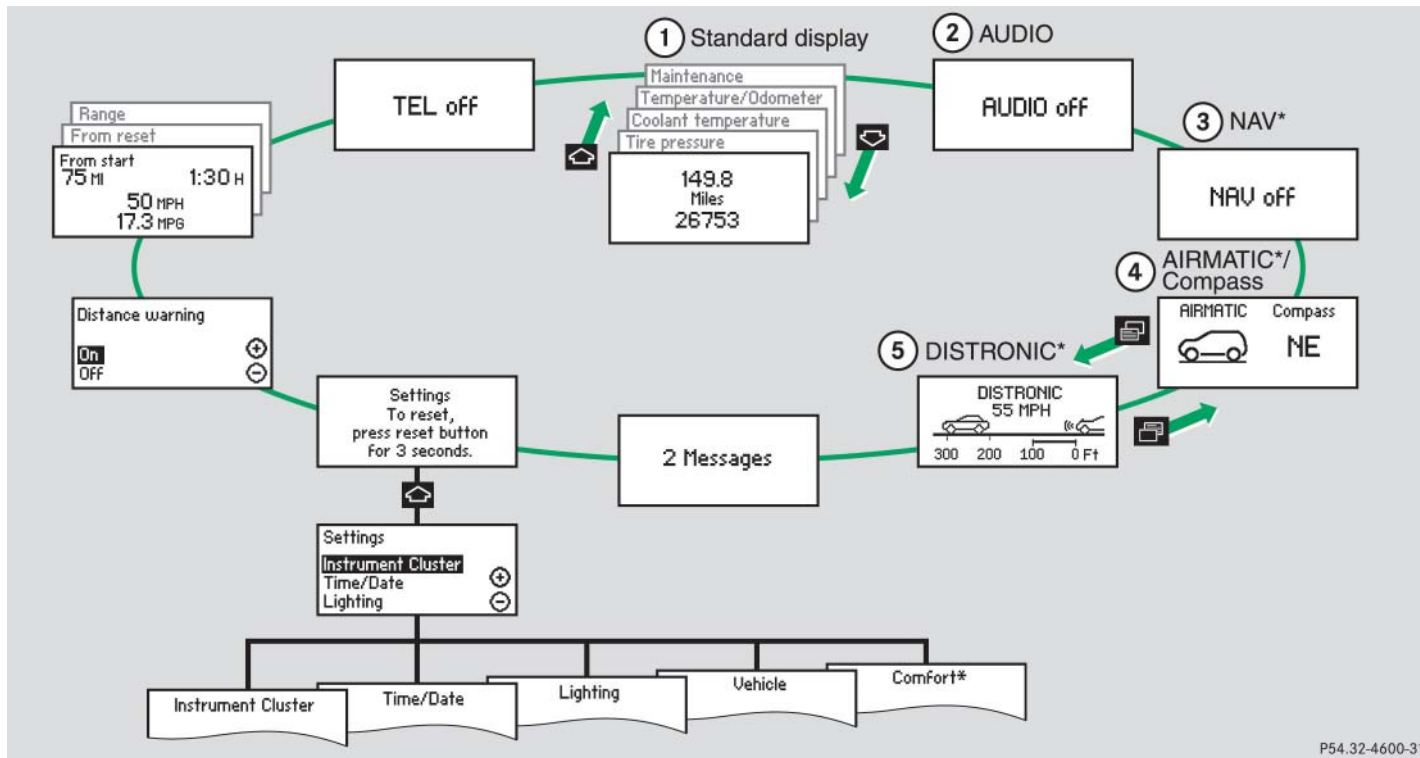 1 Standard display
Maintenance
Temperature/Odometer
Coolant temperature
Tire pressure
149.8
Miles
26753
2 AUDIO
AUDIO off
3 NAV*
NAV off
4 AIRMATIC*/
Compass
AIRMATIC Compass
NE
5 DISTRONIC*
DISTRONIC
55 MPH
300 200 100 0 Ft
2 Messages
Settings
To reset,
press reset button
for 3 seconds.
Settings
Instrument Cluster
Time/Date
Lighting
Instrument Cluster
Time/Date
Lighting
Vehicle
Comfort*
Distance warning
On
Off
Range
From reset
From start
75 MI 1:30 H
50 MPH
17.3 MPG
TEL off